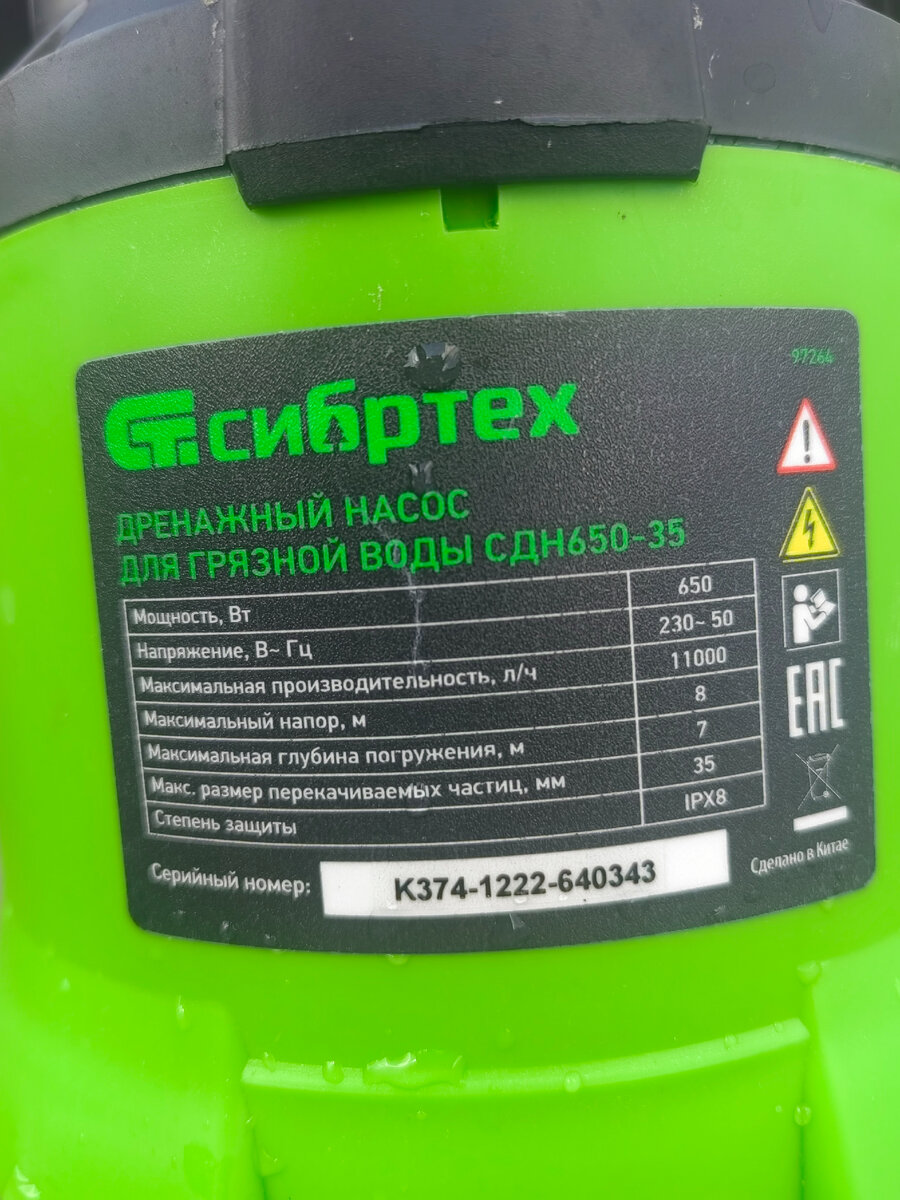 97264
сибртех
ДРЕНАЖНЫЙ НАСОС
ДЛЯ ГРЯЗНОЙ ВОДЫ СДН650-35
Мощность, Вт 650
Напряжение, В~ Гц 230~ 50
Максимальная производительность, л/ч 11000
Максимальный напор, м 8
Максимальная глубина погружения, м 7
Макс. размер перекачиваемых частиц, мм 35
Степень защиты IPX8
EAC
Серийный номер: K374-1222-640343
Сделано в Китае